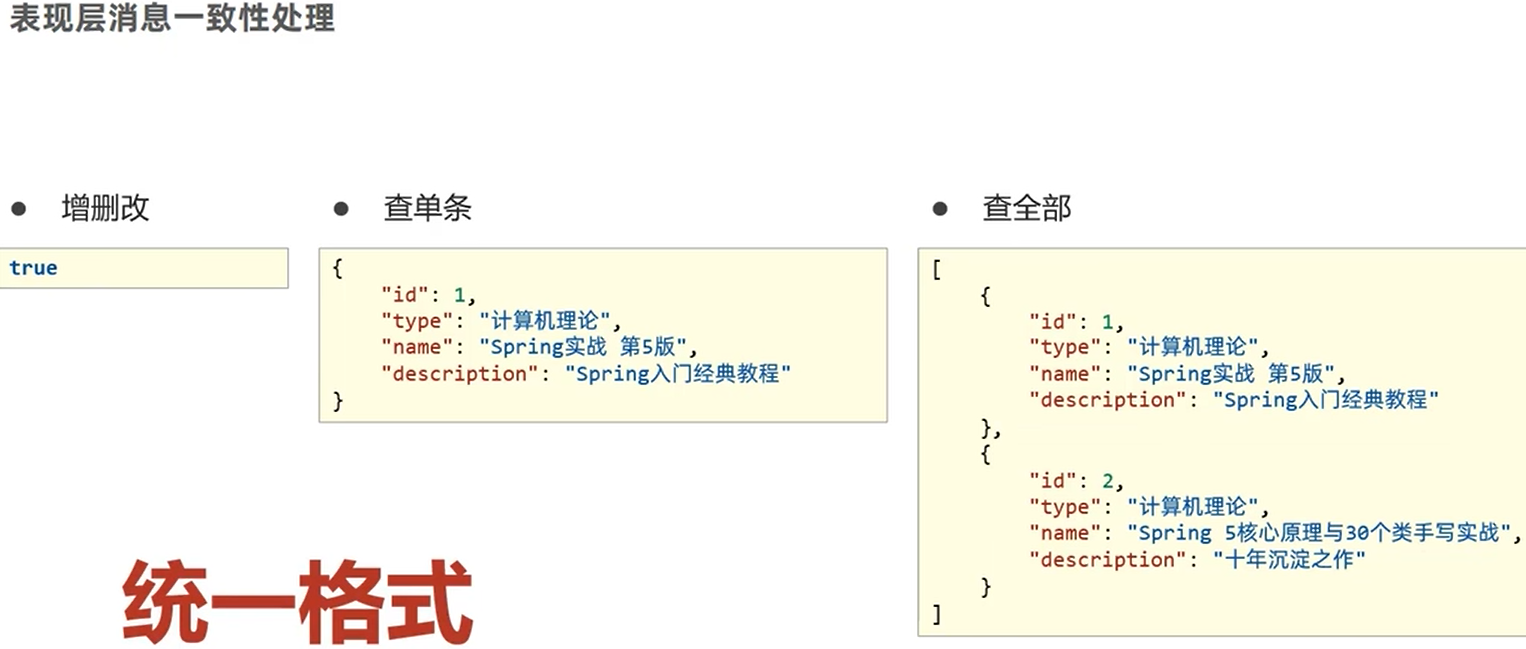 表现层消息一致性处理
● 增删改
true
● 查单条
{
"id": 1,
"type": "计算机理论",
"name": "Spring实战 第5版",
"description": "Spring入门经典教程"
}
● 查全部
[
{
"id": 1,
"type": "计算机理论",
"name": "Spring实战 第5版",
"description": "Spring入门经典教程"
},
{
"id": 2,
"type": "计算机理论",
"name": "Spring 5核心原理与30个类手写实战",
"description": "十年沉淀之作"
}
]
统一格式